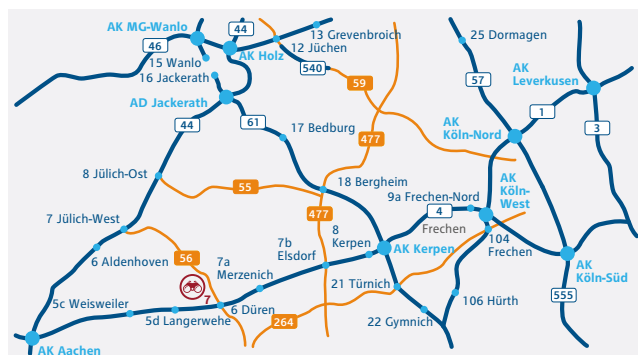 AK MG-Wanlo
44
13 Grevenbroich
12 Jüchen
25 Dormagen
46
AK Holz
15 Wanlo
16 Jackerath
540
59
57
AK
Leverkusen
AD Jackerath
1
3
44
61
17 Bedburg
477
AK
Köln-Nord
8 Jülich-Ost
55
18 Bergheim
9a Frechen-Nord
AK
Köln-
West
7 Jülich-West
477
4
8
Kerpen
Frechen
7b
Elsdorf
AK Kerpen
104
Frechen
6 Aldenhoven
56
7a
Merzenich
AK
Köln-Süd
21 Türnich
5c Weisweiler
7
6 Düren
106 Hürth
555
5d Langerwehe
264
22 Gymnich
AK Aachen